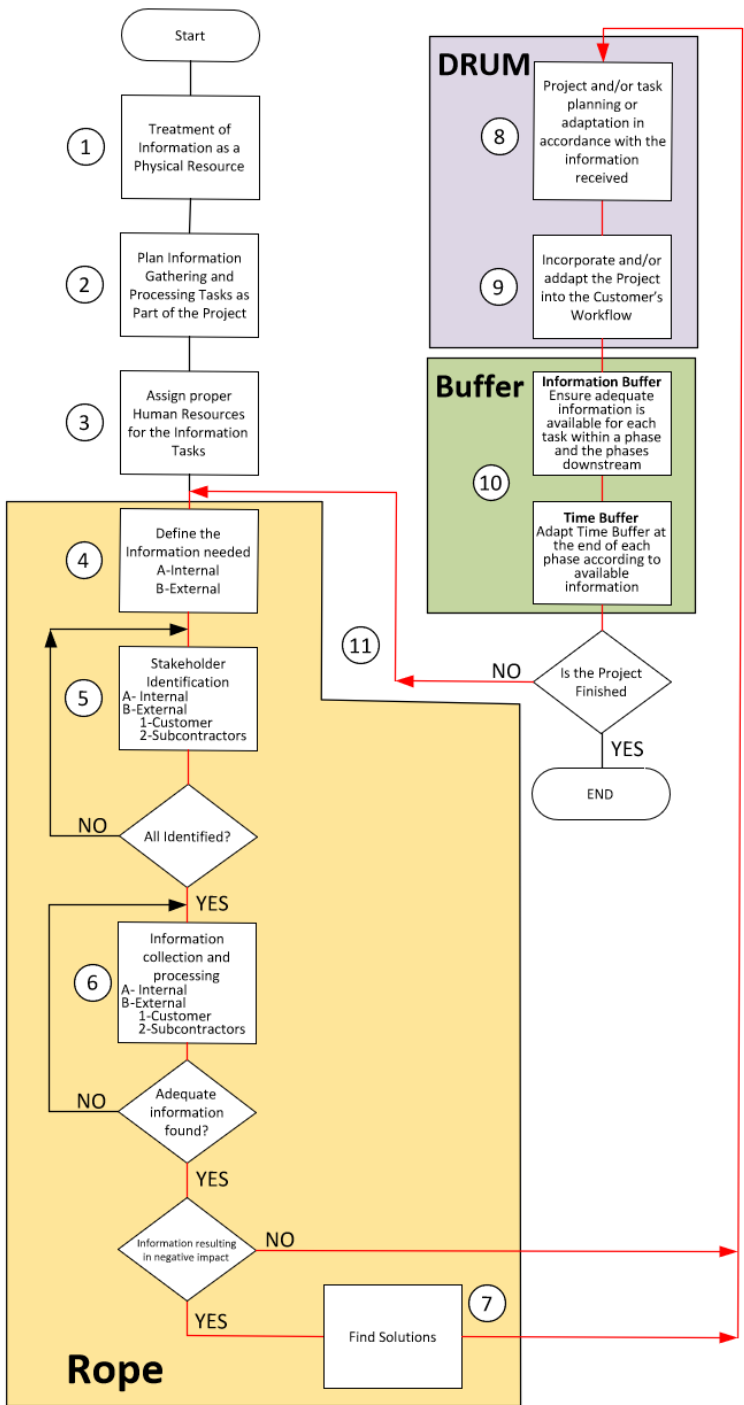 Start
1
Treatment of
Information as a
Physical Resource
2
Plan Information
Gathering and
Processing Tasks as
Part of the Project
3
Assign proper
Human Resources
for the Information
Tasks
4
Define the
Information needed
A-Internal
B-External
5
Stakeholder
Identification
A- Internal
B-External
1-Customer
2-Subcontractors
NO
All Identified?
YES
6
Information
collection and
processing
A- Internal
B-External
1-Customer
2-Subcontractors
NO
Adequate
information
found?
YES
Information resulting
in negative impact
NO
YES
7
Find Solutions
Rope
DRUM
8
Project and/or task
planning or
adaptation in
accordance with the
information
received
9
Incorporate and/or
addapt the Project
into the Customer’s
Workflow
Buffer
10
Information Buffer
Ensure adequate
information is
available for each
task within a phase
and the phases
downstream
Time Buffer
Adapt Time Buffer at
the end of each
phase according to
available
information
11
NO
Is the Project
Finished
YES
END